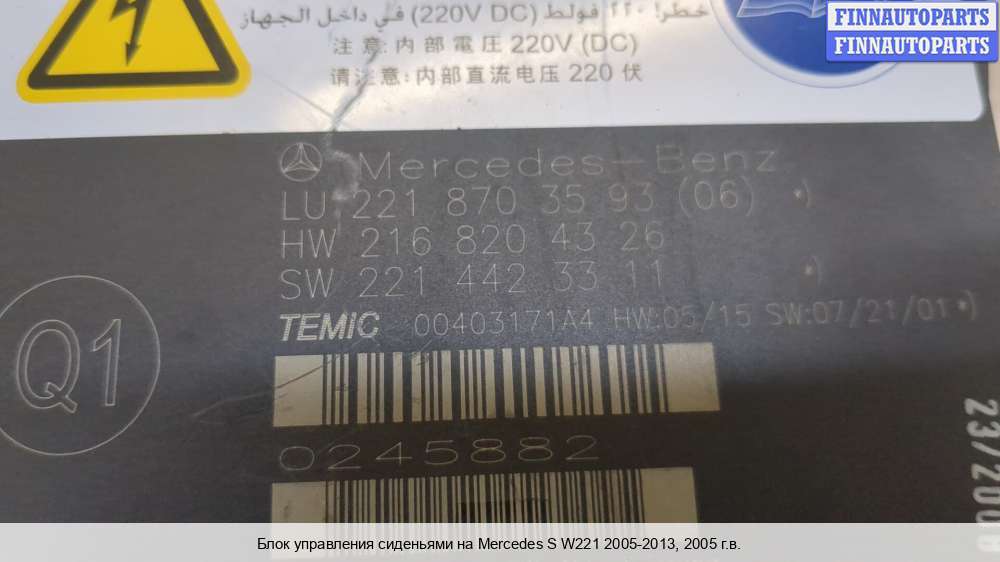 خطر! ٢٢٠ فولط (220V DC) في داخل الجهاز
注意:内部電圧 220V (DC)
请注意:内部直流电压 220 伏
FINNAUTOPARTS
FINNAUTOPARTS
Mercedes-Benz
LU 221 870 35 93 (06) •)
HW 216 820 43 26
SW 221 442 33 11 •)
TEMIC 00403171A4 HW:05/15 SW:07/21/01•)
Q1
0245882
Блок управления сиденьями на Mercedes S W221 2005-2013, 2005 г.в.